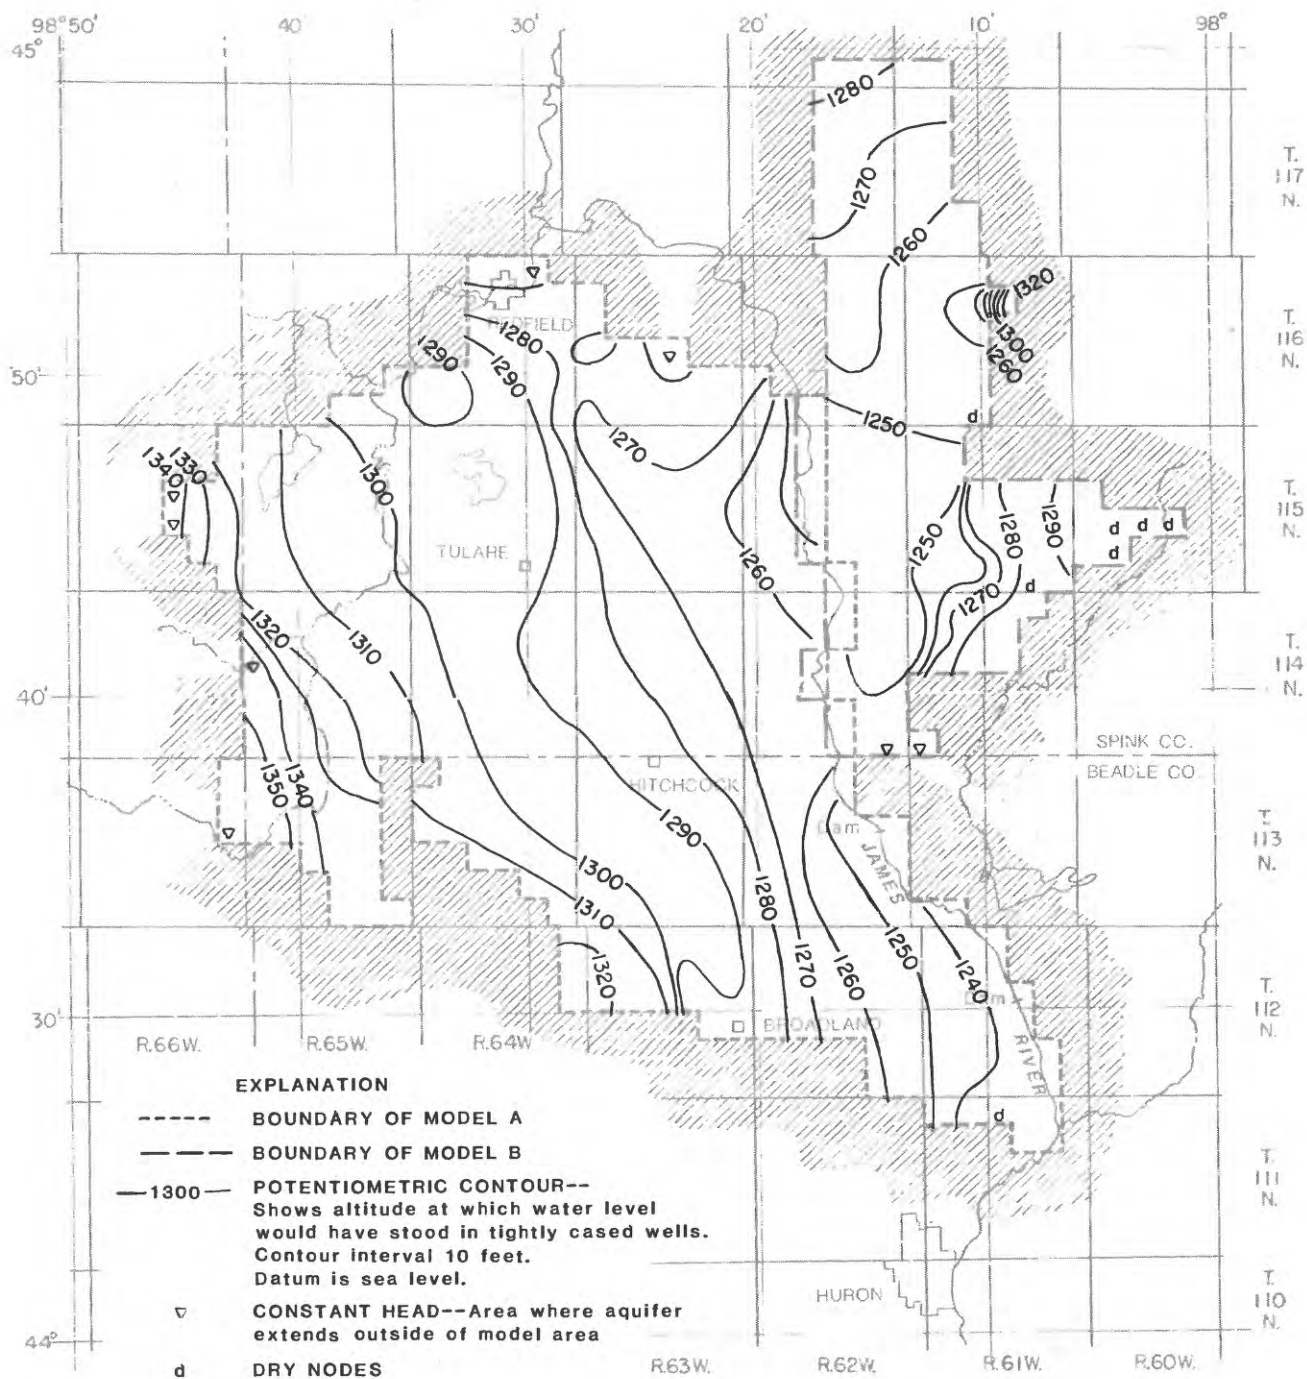 98°50'
40'
30'
20'
10'
98°
45°
1280
T.
117
N.
1270
1260
1320
REDFIELD
1280
1300
T.
116
N.
1290
1290
1260
50'
d
1250
1270
1340
1330
1300
1250
1280
1290
T.
115
N.
d d d
d
TULARE
1260
d
1270
1320
1310
T.
114
N.
40'
SPINK CO.
BEADLE CO
HITCHCOCK
1350
1340
1290
Dam
JAMES
113
N.
1300
1310
1280
1320
1270
1260
1250
1240
Dam
RIVER
T.
112
N.
30'
BROADLAND
R.66W.
R.65W.
R.64W
EXPLANATION
BOUNDARY OF MODEL A
BOUNDARY OF MODEL B
d
1300
POTENTIOMETRIC CONTOUR--
Shows altitude at which water level
would have stood in tightly cased wells.
Contour interval 10 feet.
Datum is sea level.
T.
111
N.
CONSTANT HEAD--Area where aquifer
extends outside of model area
HURON
T.
110
N.
44°
d DRY NODES
R.63W.
R.62W.
R.61W.
R.60W.